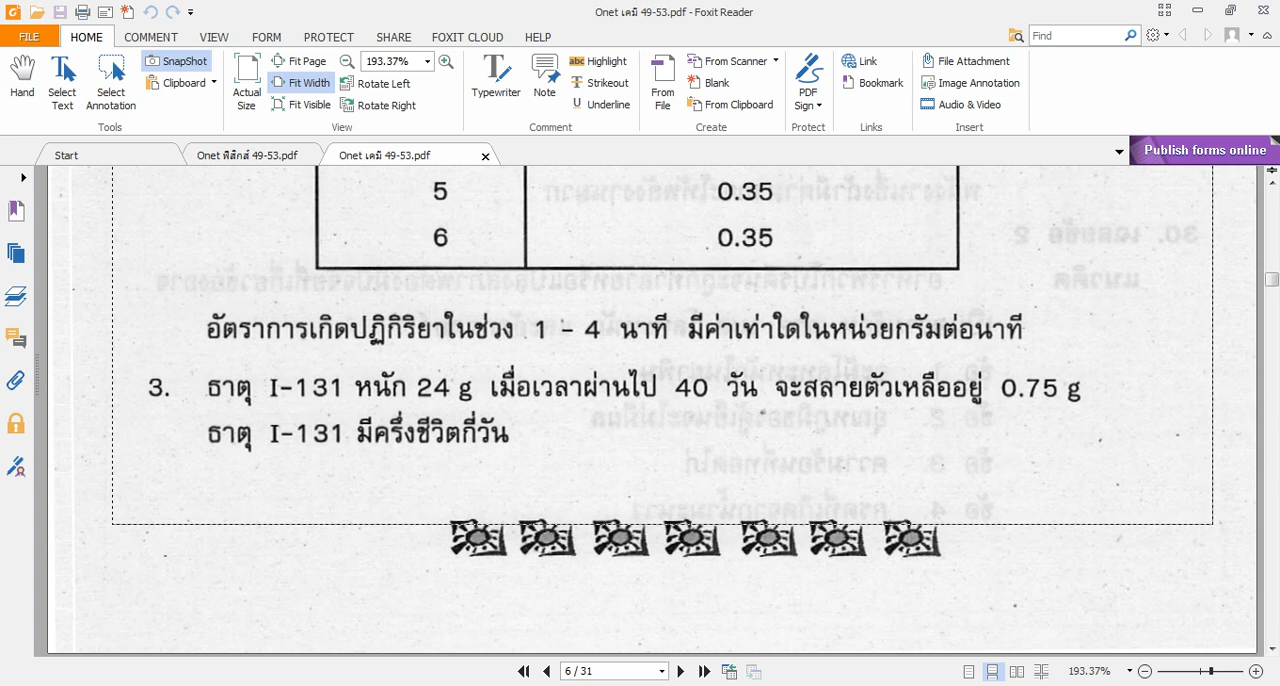 Onet เคมี 49-53.pdf - Foxit Reader
FILE HOME COMMENT VIEW FORM PROTECT SHARE FOXIT CLOUD HELP Find
SnapShot Fit Page 193.37% Highlight From Scanner Link File Attachment
Clipboard Fit Width Rotate Left Strikeout Blank Bookmark Image Annotation
Hand Select Text Select Annotation Actual Size Fit Visible Rotate Right Typewriter Note Underline From File From Clipboard PDF Sign Audio & Video
Tools View Comment Create Protect Links Insert
Start Onet ฟิสิกส์ 49-53.pdf Onet เคมี 49-53.pdf Publish forms online
5 0.35
6 0.35
อัตราการเกิดปฏิกิริยาในช่วง 1 – 4 นาที มีค่าเท่าใดในหน่วยกรัมต่อนาที
3. ธาตุ I-131 หนัก 24 g เมื่อเวลาผ่านไป 40 วัน จะสลายตัวเหลืออยู่ 0.75 g
ธาตุ I-131 มีครึ่งชีวิตกี่วัน
6 / 31 193.37%